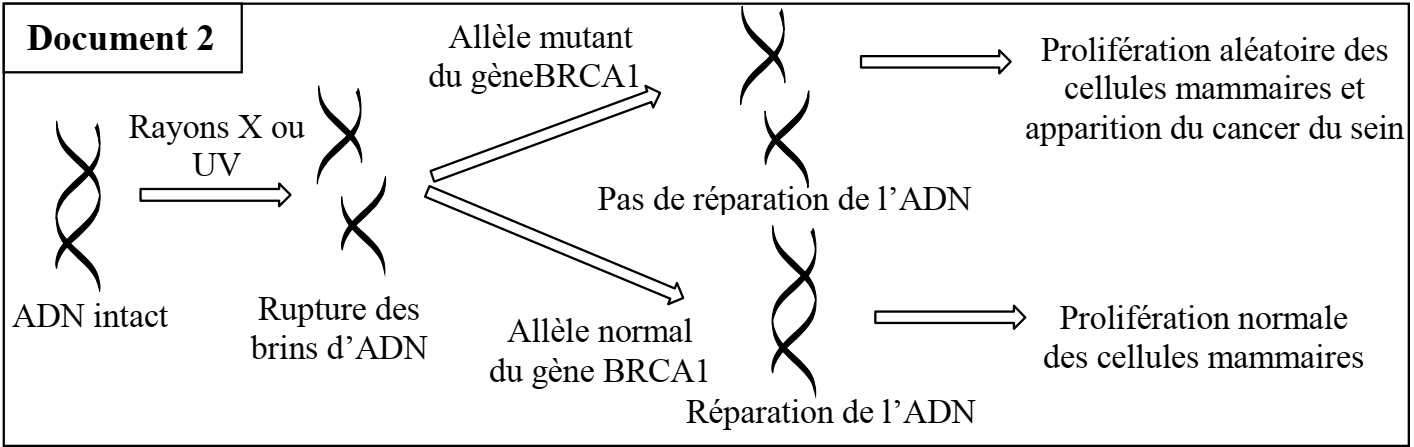 Document 2
ADN intact
Rayons X ou
UV
Rupture des
brins d’ADN
Allèle mutant
du gèneBRCA1
Pas de réparation de l’ADN
Prolifération aléatoire des
cellules mammaires et
apparition du cancer du sein
Allèle normal
du gène BRCA1
Réparation de l’ADN
Prolifération normale
des cellules mammaires